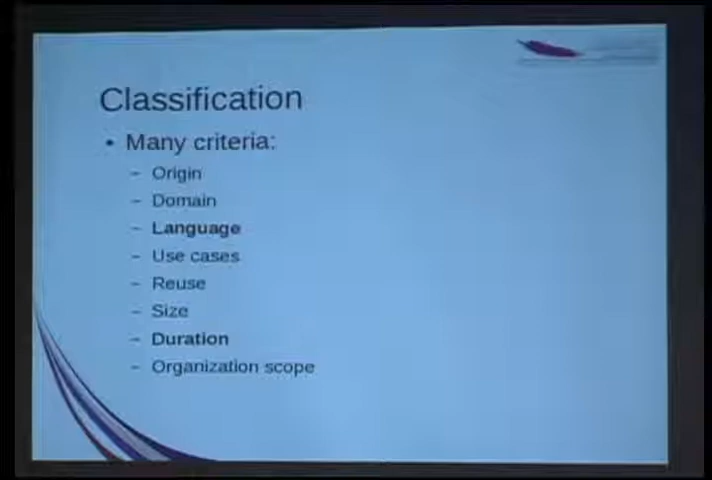 Classification
• Many criteria:
– Origin
– Domain
– Language
– Use cases
– Reuse
– Size
– Duration
– Organization scope